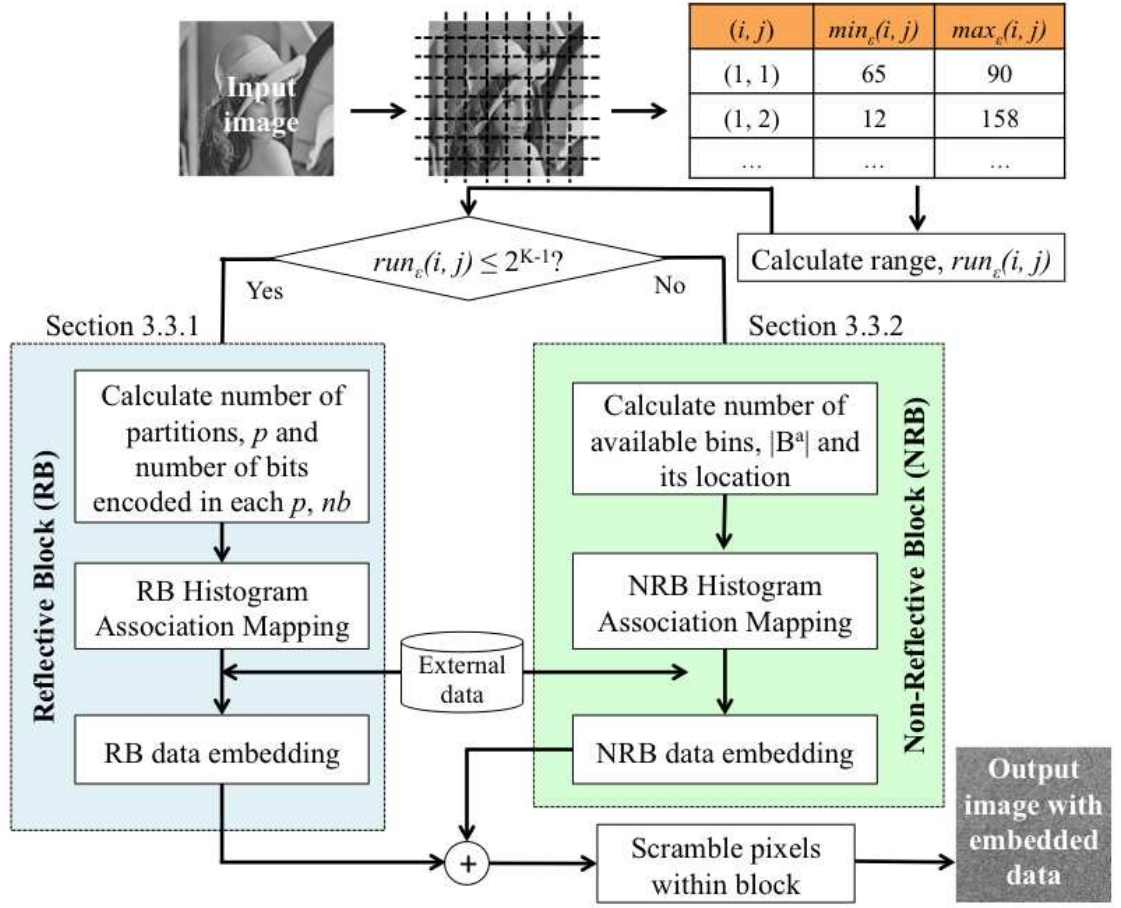 Input
image
(i, j) minε(i, j) maxε(i, j)
(1, 1) 65 90
(1, 2) 12 158
... ... ...
Calculate range, runε(i, j)
runε(i, j) ≤ 2^K-1?
Yes
No
Section 3.3.1
Reflective Block (RB)
Calculate number of
partitions, p and
number of bits
encoded in each p, nb
RB Histogram
Association Mapping
RB data embedding
Section 3.3.2
Non-Reflective Block (NRB)
Calculate number of
available bins, |Bᵃ| and
its location
NRB Histogram
Association Mapping
NRB data embedding
External
data
+
Scramble pixels
within block
Output
image with
embedded
data